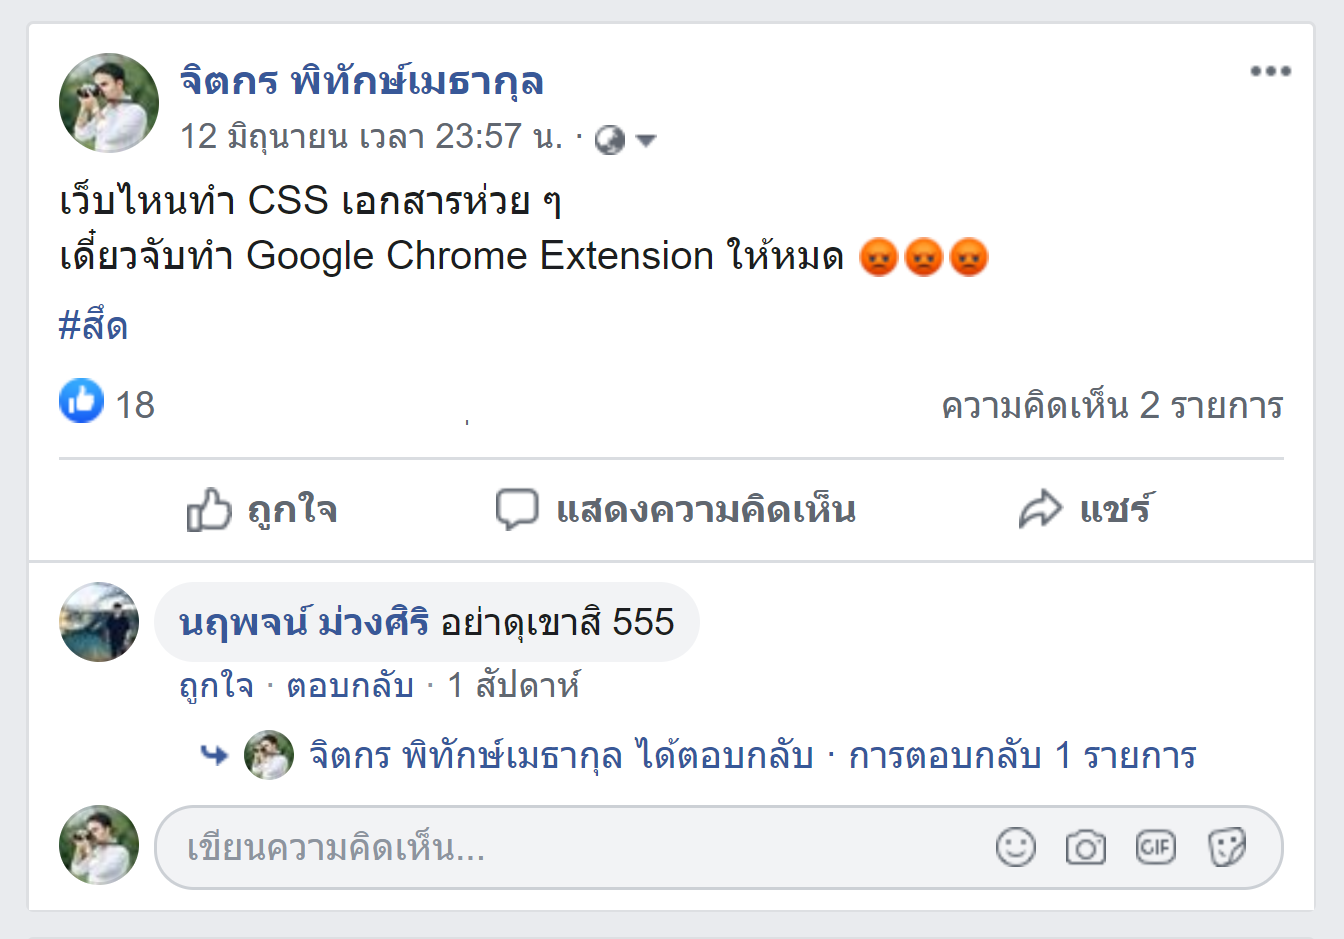 จิตกร พิทักษ์เมธากุล
12 มิถุนายน เวลา 23:57 น. ·
เว็บไหนทำ CSS เอกสารห่วย ๆ
เดี๋ยวจับทำ Google Chrome Extension ให้หมด 😡😡😡
#สึด
18
ความคิดเห็น 2 รายการ
ถูกใจ แสดงความคิดเห็น แชร์
นฤพจน์ ม่วงศิริ อย่าดุเขาสิ 555
ถูกใจ · ตอบกลับ · 1 สัปดาห์
จิตกร พิทักษ์เมธากุล ได้ตอบกลับ · การตอบกลับ 1 รายการ
เขียนความคิดเห็น...
GIF